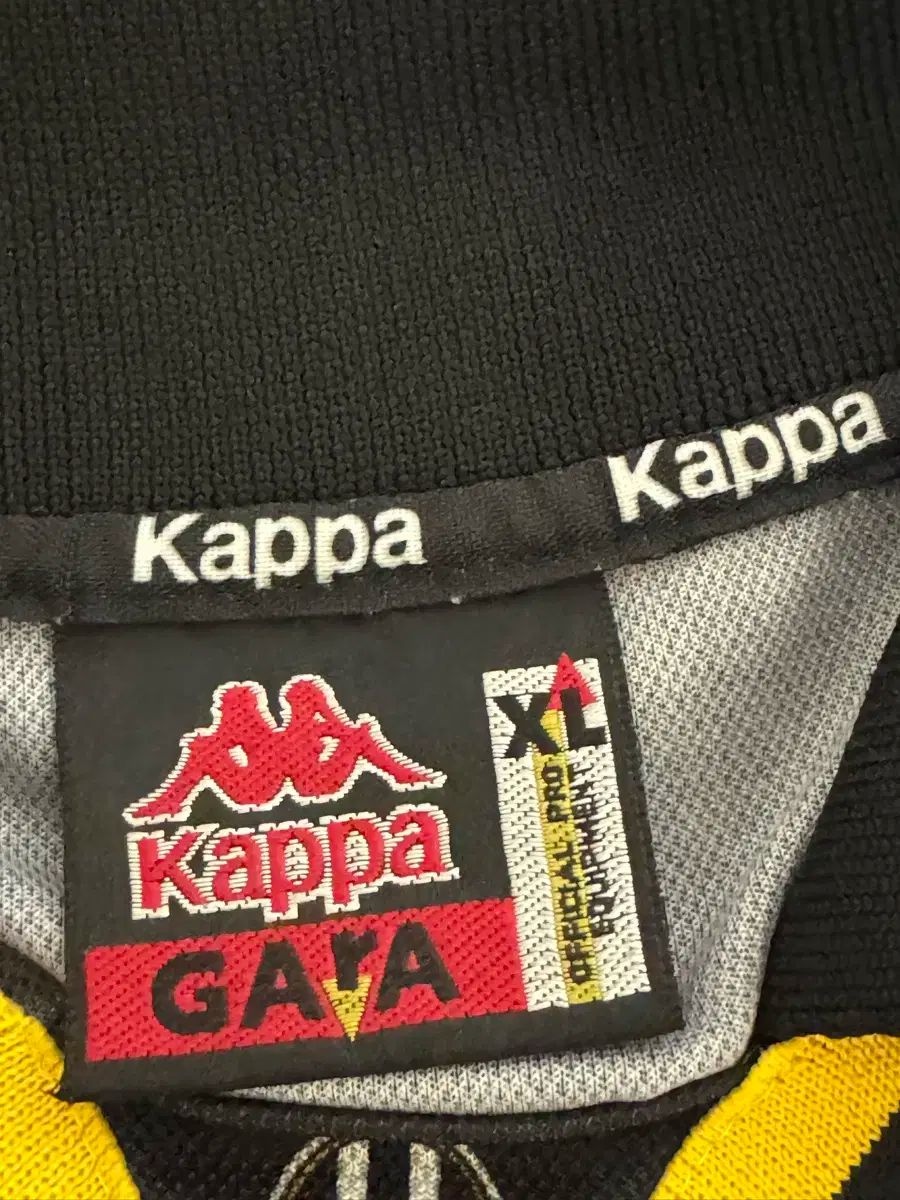 Kappa Kappa
Kappa
GArA
XL
OFFICIAL PRO
EQUIPMENT